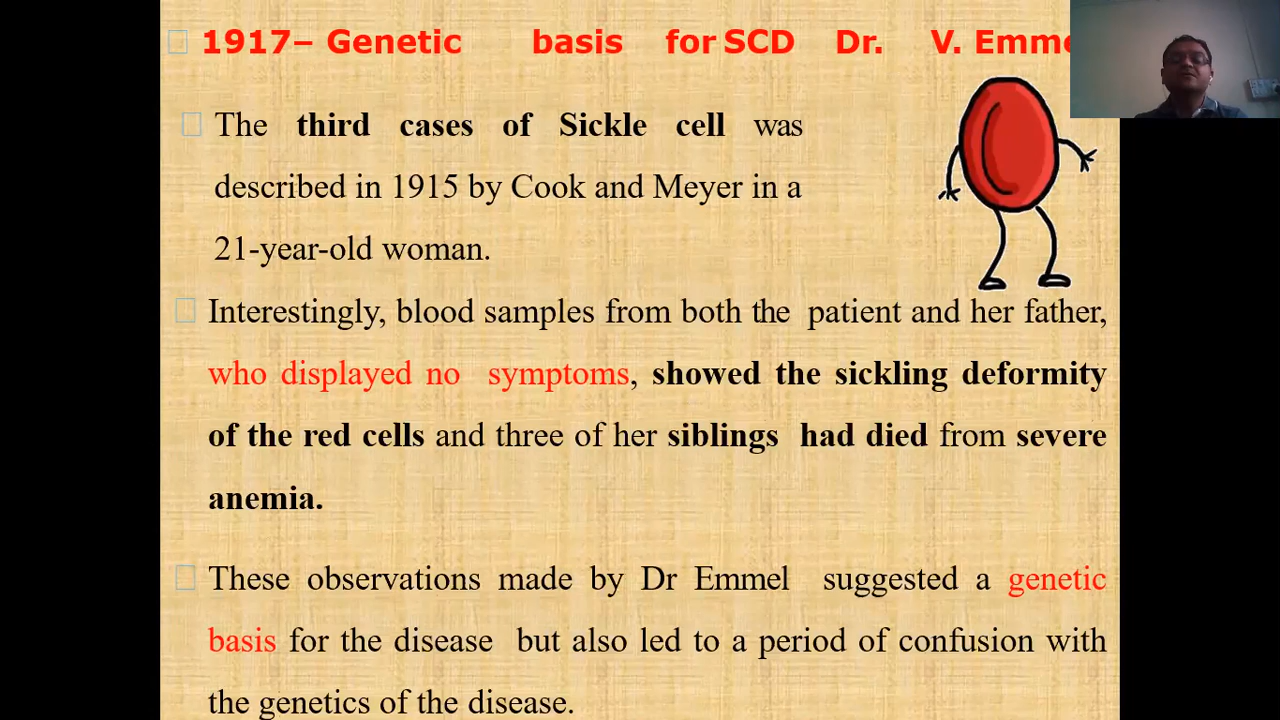 1917– Genetic basis for SCD Dr. V. Emme
The third cases of Sickle cell was
described in 1915 by Cook and Meyer in a
21-year-old woman.
Interestingly, blood samples from both the patient and her father,
who displayed no symptoms, showed the sickling deformity
of the red cells and three of her siblings had died from severe
anemia.
These observations made by Dr Emmel suggested a genetic
basis for the disease but also led to a period of confusion with
the genetics of the disease.